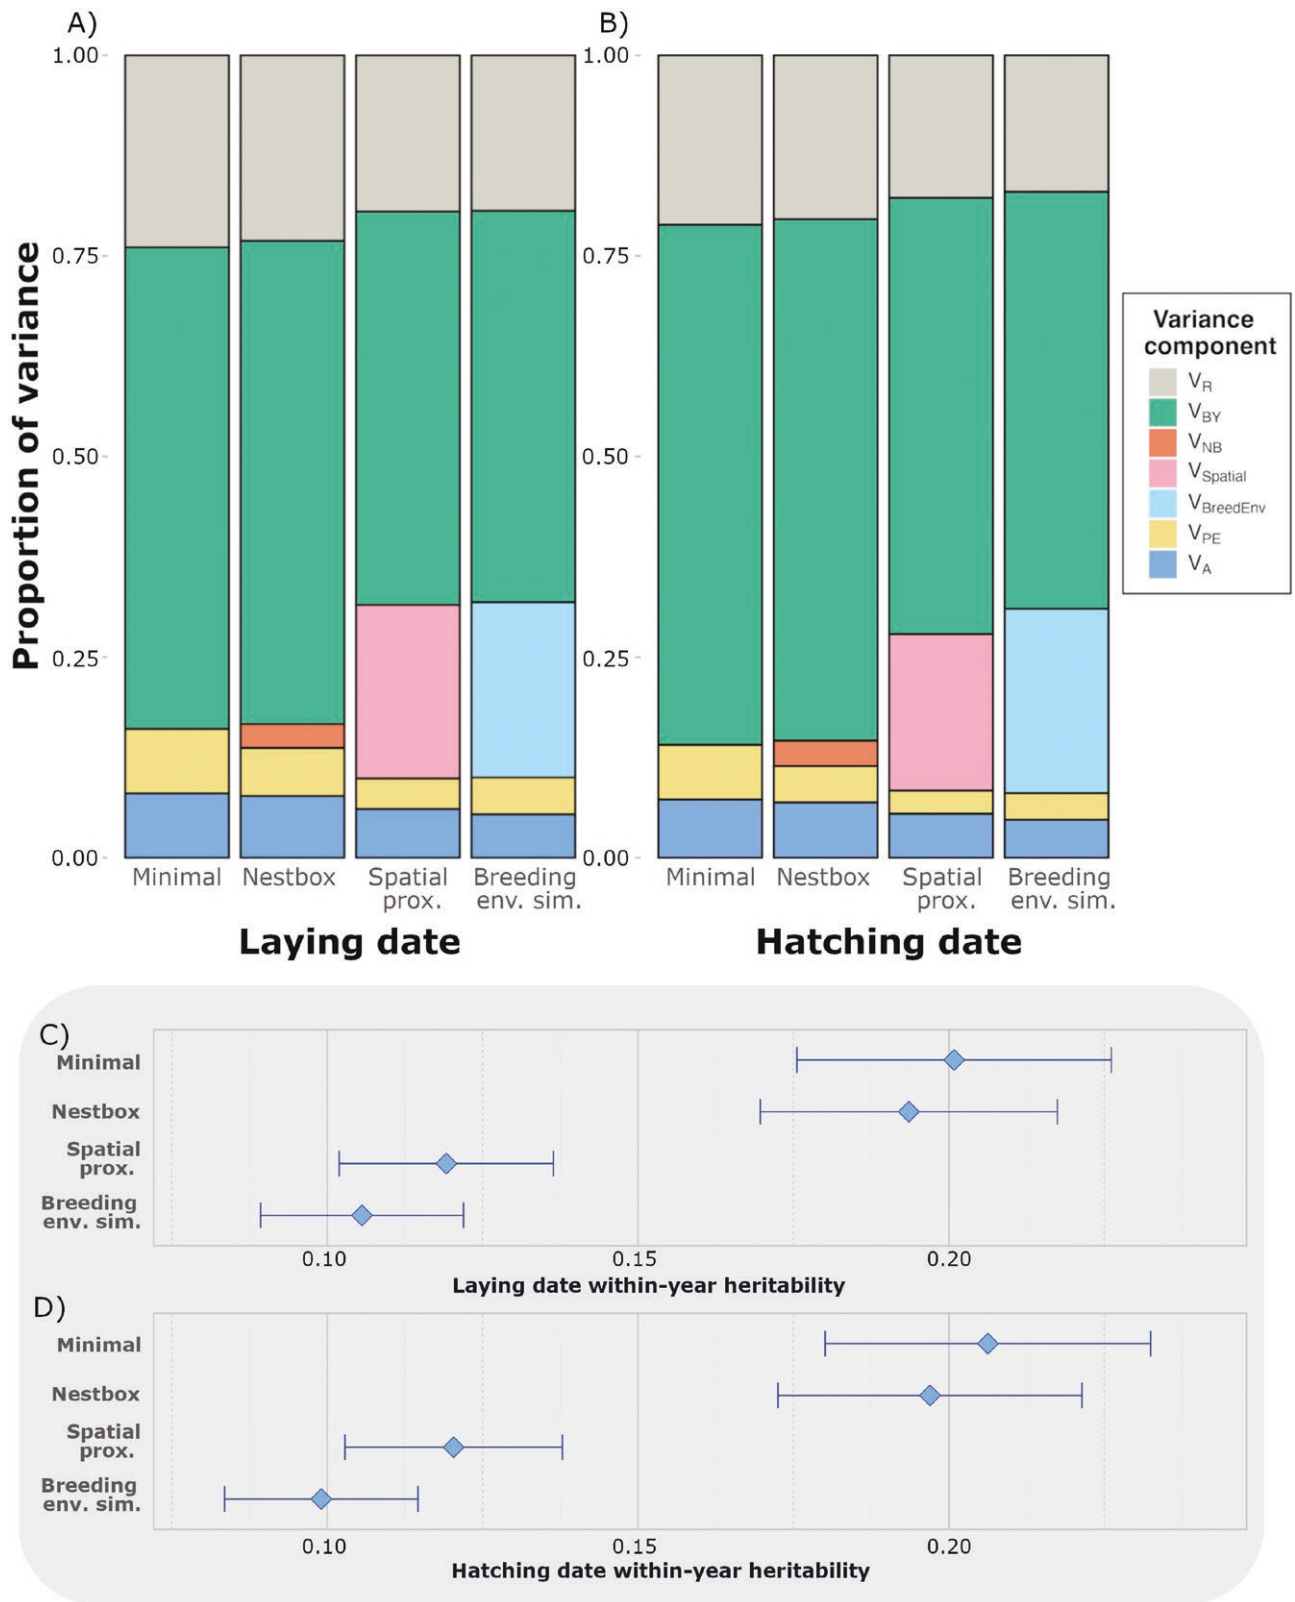 A)
B)
Proportion of variance
1.00
0.75
0.50
0.25
0.00
1.00
0.75
0.50
0.25
0.00
Minimal
Nestbox
Spatial
prox.
Breeding
env. sim.
Minimal
Nestbox
Spatial
prox.
Breeding
env. sim.
Laying date
Hatching date
Variance
component
VR
VBY
VNB
VSpatial
VBreedEnv
VPE
VA
C)
Minimal
Nestbox
Spatial
prox.
Breeding
env. sim.
0.10
0.15
0.20
Laying date within-year heritability
D)
Minimal
Nestbox
Spatial
prox.
Breeding
env. sim.
0.10
0.15
0.20
Hatching date within-year heritability